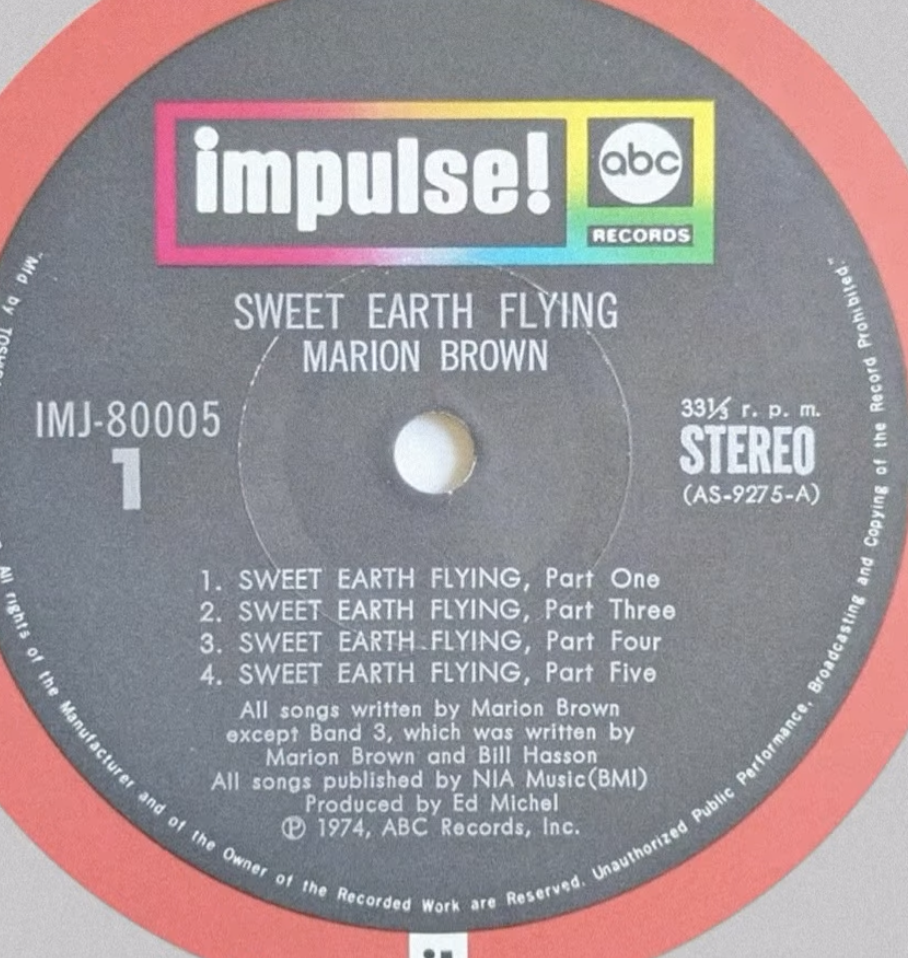 impulse!
abc
RECORDS
SWEET EARTH FLYING
MARION BROWN
IMJ-80005
1
33⅓ r. p. m.
STEREO
(AS-9275-A)
1. SWEET EARTH FLYING, Part One
2. SWEET EARTH FLYING, Part Three
3. SWEET EARTH FLYING, Part Four
4. SWEET EARTH FLYING, Part Five
All songs written by Marion Brown
except Band 3, which was written by
Marion Brown and Bill Hasson
All songs published by NIA Music(BMI)
Produced by Ed Michel
℗ 1974, ABC Records, Inc.
"Mfd by All rights of the Manufacturer and of the Owner of the Recorded Work are Reserved. Unauthorized Public Performance, Broadcasting and Copying of the Record Prohibited."